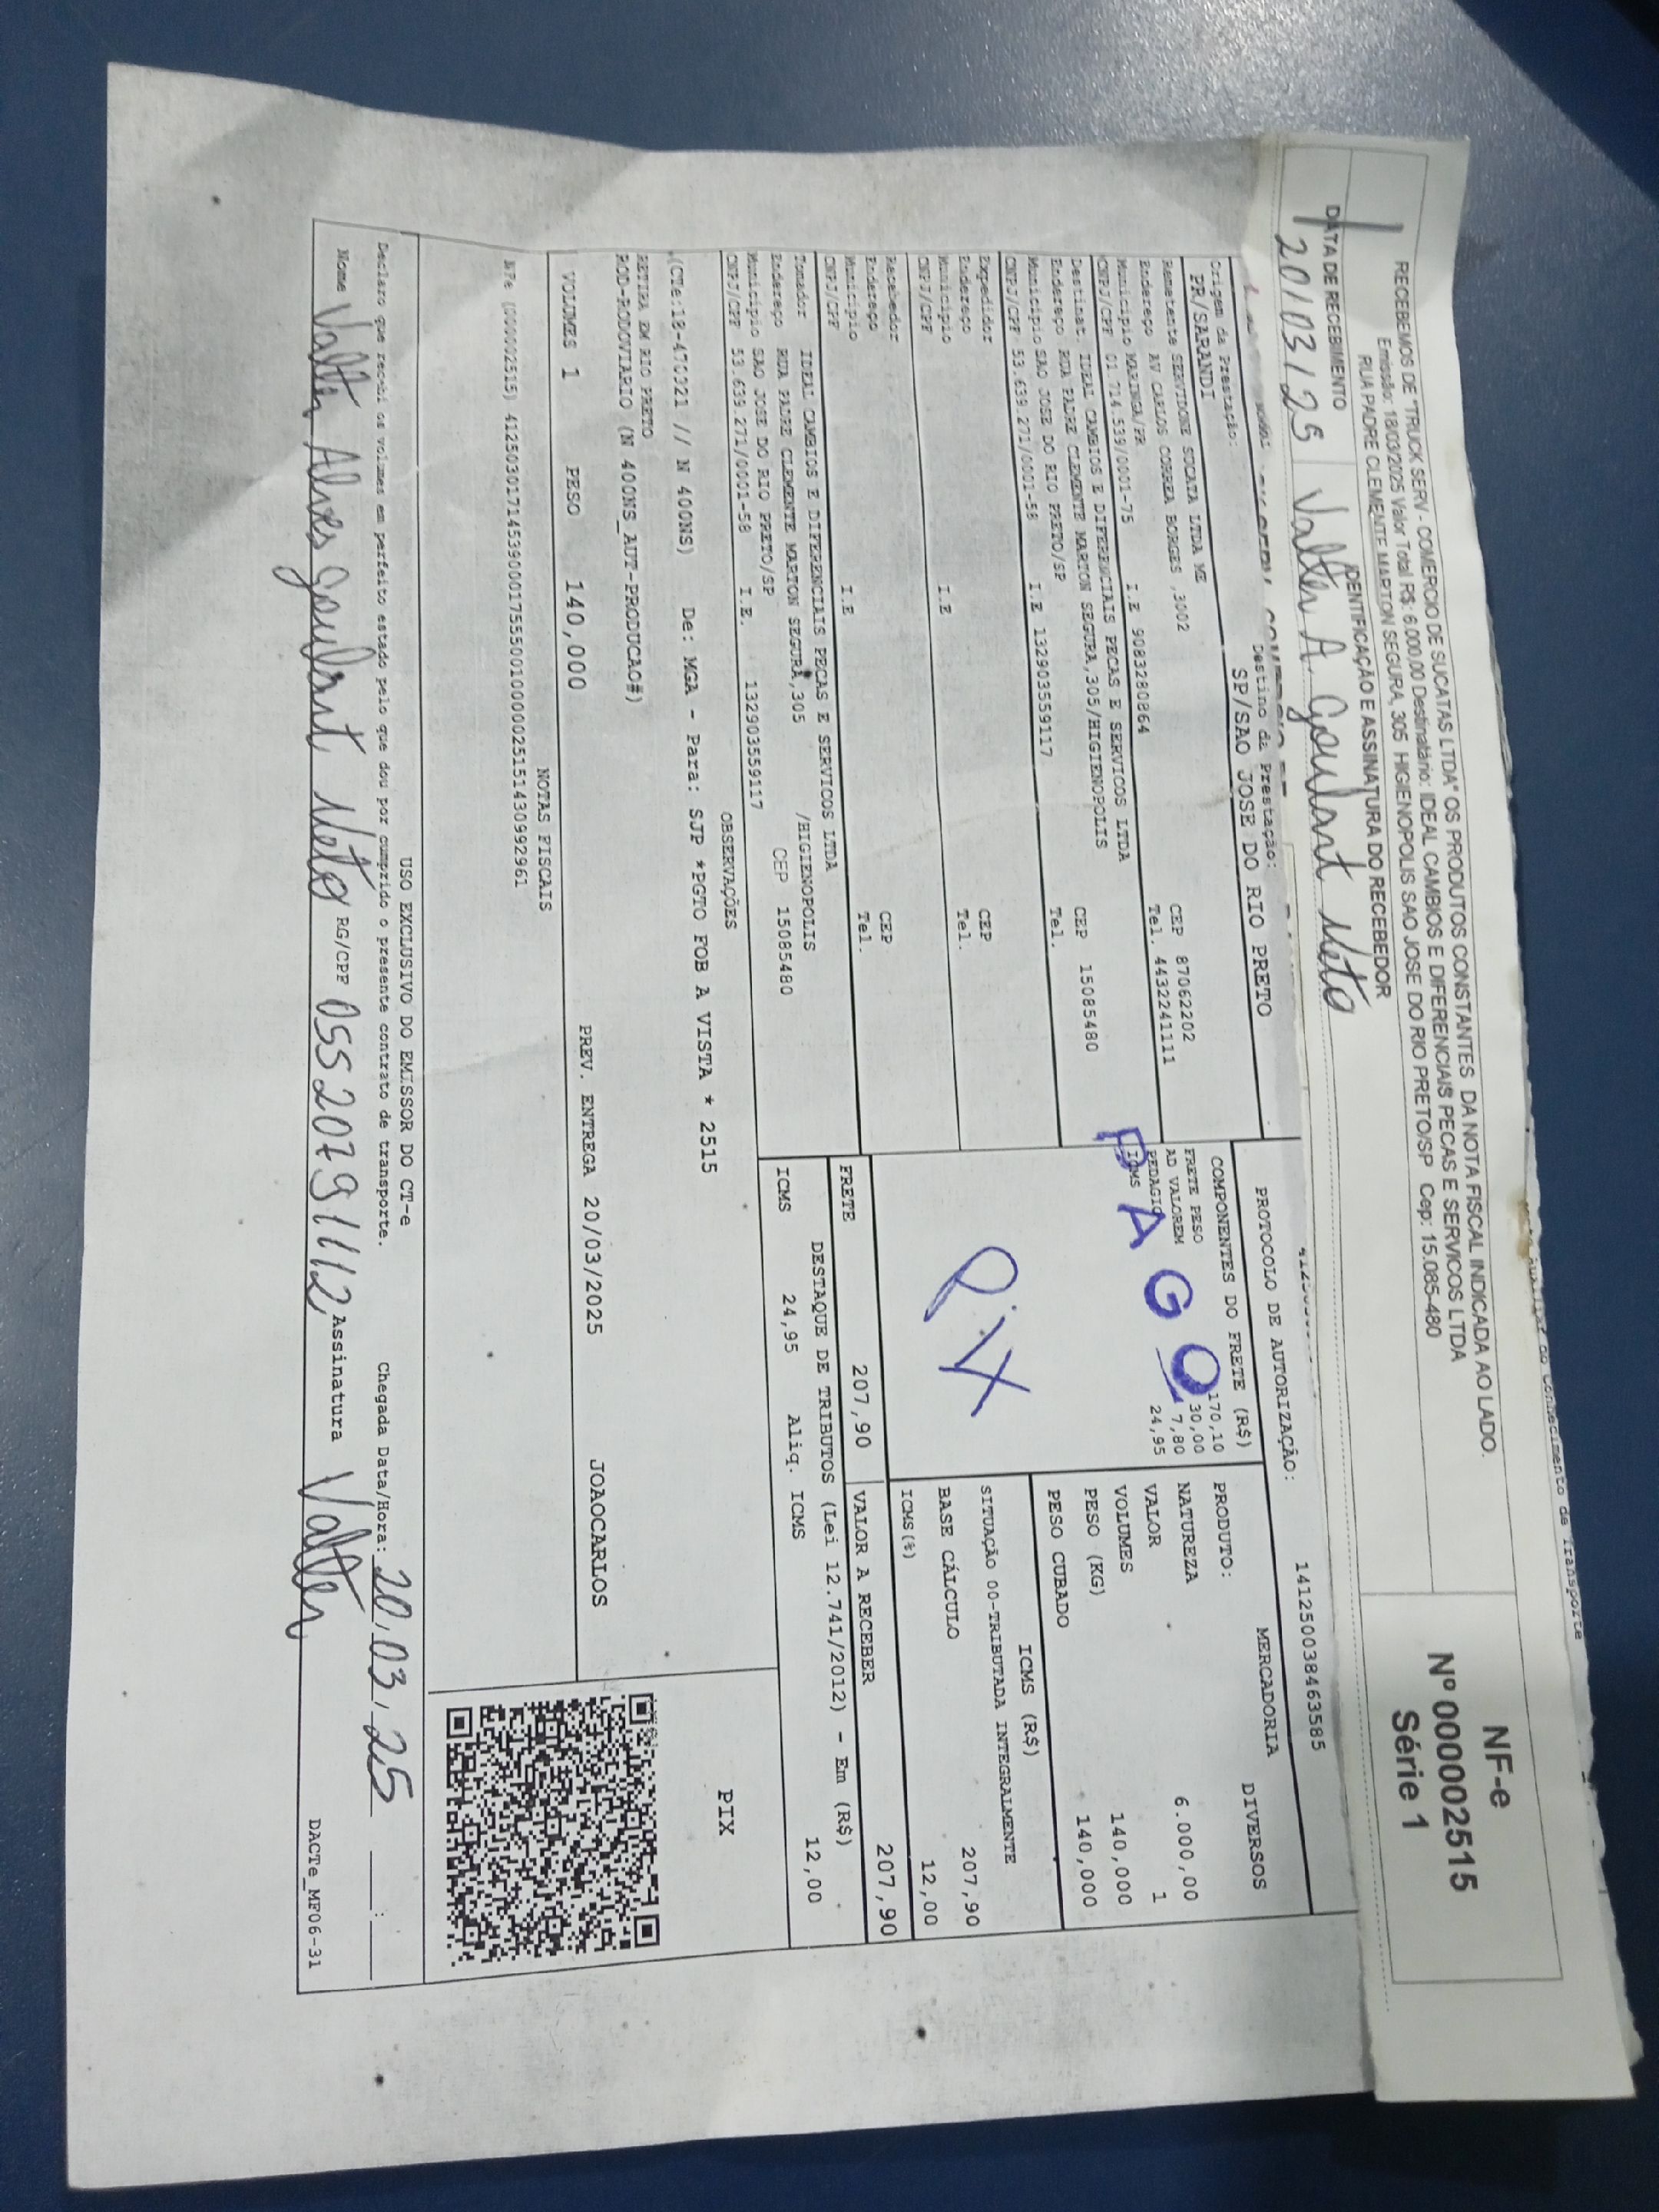 RECEBEMOS DE "TRUCK SERV - COMERCIO DE SUCATAS LTDA" OS PRODUTOS CONSTANTES DA NOTA FISCAL INDICADA AO LADO.
Emissão: 18/03/2025 Valor Total R$: 6.000,00 Destinatário: IDEAL CAMBIOS E DIFERENCIAIS PECAS E SERVICOS LTDA
RUA PADRE CLEMENTE MARTON SEGURA, 305 HIGIENOPOLIS SAO JOSE DO RIO PRETO/SP Cep: 15.085-480
NF-e
Nº 000002515
Série 1
DATA DE RECEBIMENTO
IDENTIFICAÇÃO E ASSINATURA DO RECEBEDOR
20/03/25 Valter A. Goulart Neto
Conhecimento de Transporte
Origem da Prestação:
PR/SARANDI
Destino da Prestação:
SP/SAO JOSE DO RIO PRETO
PROTOCOLO DE AUTORIZAÇÃO: 141250038463585
Remetente SERVIDONE SUCATA LTDA ME
Endereço AV CARLOS CORREA BORGES ,3002 CEP 87062202
Municipio MARINGA/PR Tel. 4432241111
CNPJ/CPF 01.714.539/0001-75 I.E 9083280864
Destinat. IDEAL CAMBIOS E DIFERENCIAIS PECAS E SERVICOS LTDA
Endereço RUA PADRE CLEMENTE MARTON SEGURA,305/HIGIENOPOLIS CEP 15085480
Municipio SAO JOSE DO RIO PRETO/SP Tel.
CNPJ/CPF 53.639.271/0001-58 I.E 132903559117
Expedidor
Endereço CEP
Municipio Tel.
CNPJ/CPF I.E
Recebedor
Endereço CEP
Municipio Tel.
CNPJ/CPF I.E
Tomador IDEAL CAMBIOS E DIFERENCIAIS PECAS E SERVICOS LTDA
Endereço RUA PADRE CLEMENTE MARTON SEGURA,305 /HIGIENOPOLIS
Municipio SAO JOSE DO RIO PRETO/SP CEP 15085480
CNPJ/CPF 53.639.271/0001-58 I.E. 132903559117
COMPONENTES DO FRETE (R$)
FRETE PESO 170,10
AD VALOREM 30,00
PEDAGIO 7,80
ICMS 24,95
PAGO
PIX
FRETE 207,90
MERCADORIA
PRODUTO: DIVERSOS
NATUREZA
VALOR 6.000,00
VOLUMES 1
PESO (KG) 140,000
PESO CUBADO 140,000
ICMS (R$)
SITUAÇÃO 00-TRIBUTADA INTEGRALMENTE
BASE CÁLCULO 207,90
ICMS(%) 12,00
VALOR A RECEBER 207,90
DESTAQUE DE TRIBUTOS (Lei 12.741/2012) - Em (R$)
ICMS 24,95 Aliq. ICMS 12,00
OBSERVAÇÕES
(CTe:18-470921 // N 400NS) De: MGA - Para: SJP *PGTO FOB A VISTA * 2515
RETIRA EM RIO PRETO
ROD-RODOVIARIO (N 400NS_AUT-PRODUCAO#)
PIX
VOLUMES 1 PESO 140,000 PREV. ENTREGA 20/03/2025 JOAOCARLOS
NOTAS FISCAIS
NFe (000002515) 41250301714539000175550010000025151430992961
USO EXCLUSIVO DO EMISSOR DO CT-e
Declaro que recebi os volumes em perfeito estado pelo que dou por cumprido o presente contrato de transporte. Chegada Data/Hora: 20/03/25 ___:___
Nome Valter Alves Goulart Neto RG/CPF 05520791112 Assinatura Valter
DACTe_MF06-31